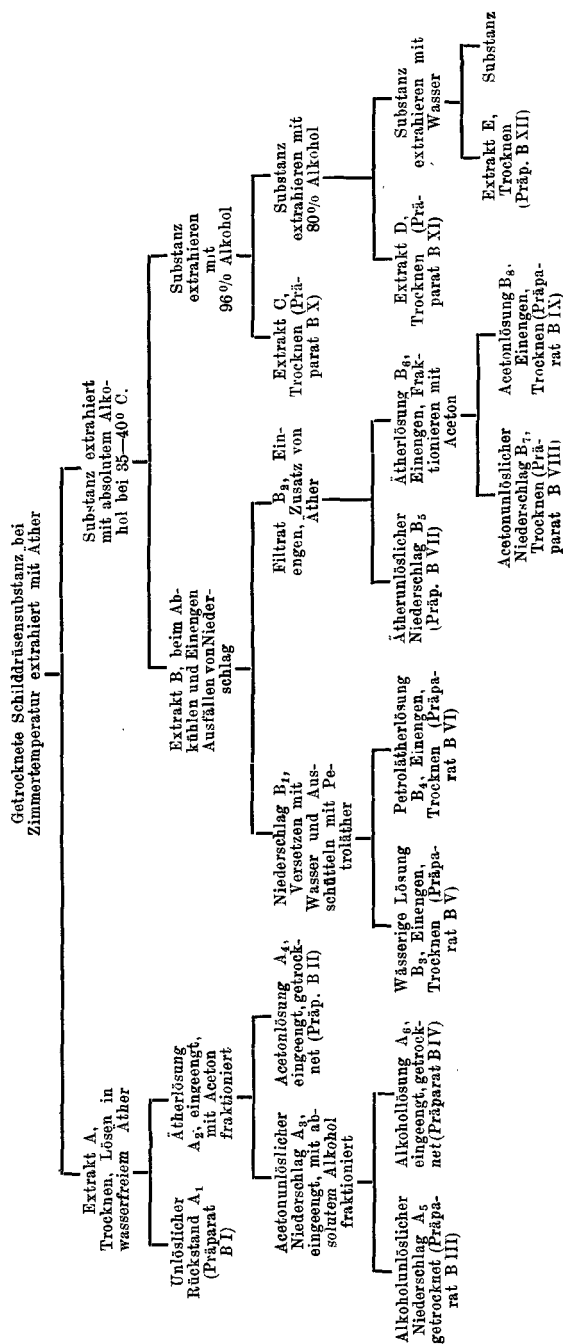 Getrocknete Schilddrüsensubstanz bei
Zimmertemperatur extrahiert mit Äther
Extrakt A,
Trocknen, Lösen in
wasserfreiem Äther
Substanz extrahiert
mit absolutem Alko-
hol bei 35—40° C.
Unlöslicher
Rückstand A₁
(Präparat
B I)
Ätherlösung
A₂, eingeengt,
mit Aceton
fraktioniert
Extrakt B, beim Ab-
kühlen und Einengen
Ausfällen von Nieder-
schlag
Substanz
extrahieren
mit
96% Alkohol
Acetonunlöslicher
Niederschlag A₃,
eingeengt, mit ab-
solutem Alkohol
fraktioniert
Acetonlösung A₄,
eingeengt, getrock-
net (Präp. B II)
Niederschlag B₁,
Versetzen mit
Wasser und Aus-
schütteln mit Pe-
troläther
Filtrat B₂, Ein-
engen, Zusatz von
Äther
Extrakt C,
Trocknen (Prä-
parat B X)
Substanz
extrahieren mit
80% Alkohol
Alkoholunlöslicher
Niederschlag A₅
getrocknet (Präpa-
rat B III)
Alkohollösung A₆,
eingeengt, getrock-
net (Präparat B IV)
Wässerige Lösung
B₃, Einengen,
Trocknen (Präpa-
rat B V)
Petrolätherlösung
B₄, Einengen,
Trocknen (Präpa-
rat B VI)
Ätherunlöslicher
Niederschlag B₅
(Präp. B VII)
Ätherlösung B₆,
Einengen, Frak-
tionieren mit
Aceton
Extrakt D,
Trocknen (Prä-
parat B XI)
Substanz
extrahieren mit
Wasser
Acetonunlöslicher
Niederschlag B₇,
Trocknen (Prä-
parat B VIII)
Acetonlösung B₈,
Einengen,
Trocknen (Präpa-
rat B IX)
Extrakt E,
Trocknen
(Präp. B XII)
Substanz